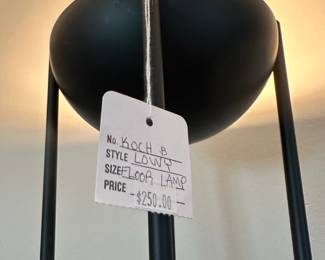 No. KOCH B
STYLE LOWY
SIZE FLOOR LAMP
PRICE -$250.00-